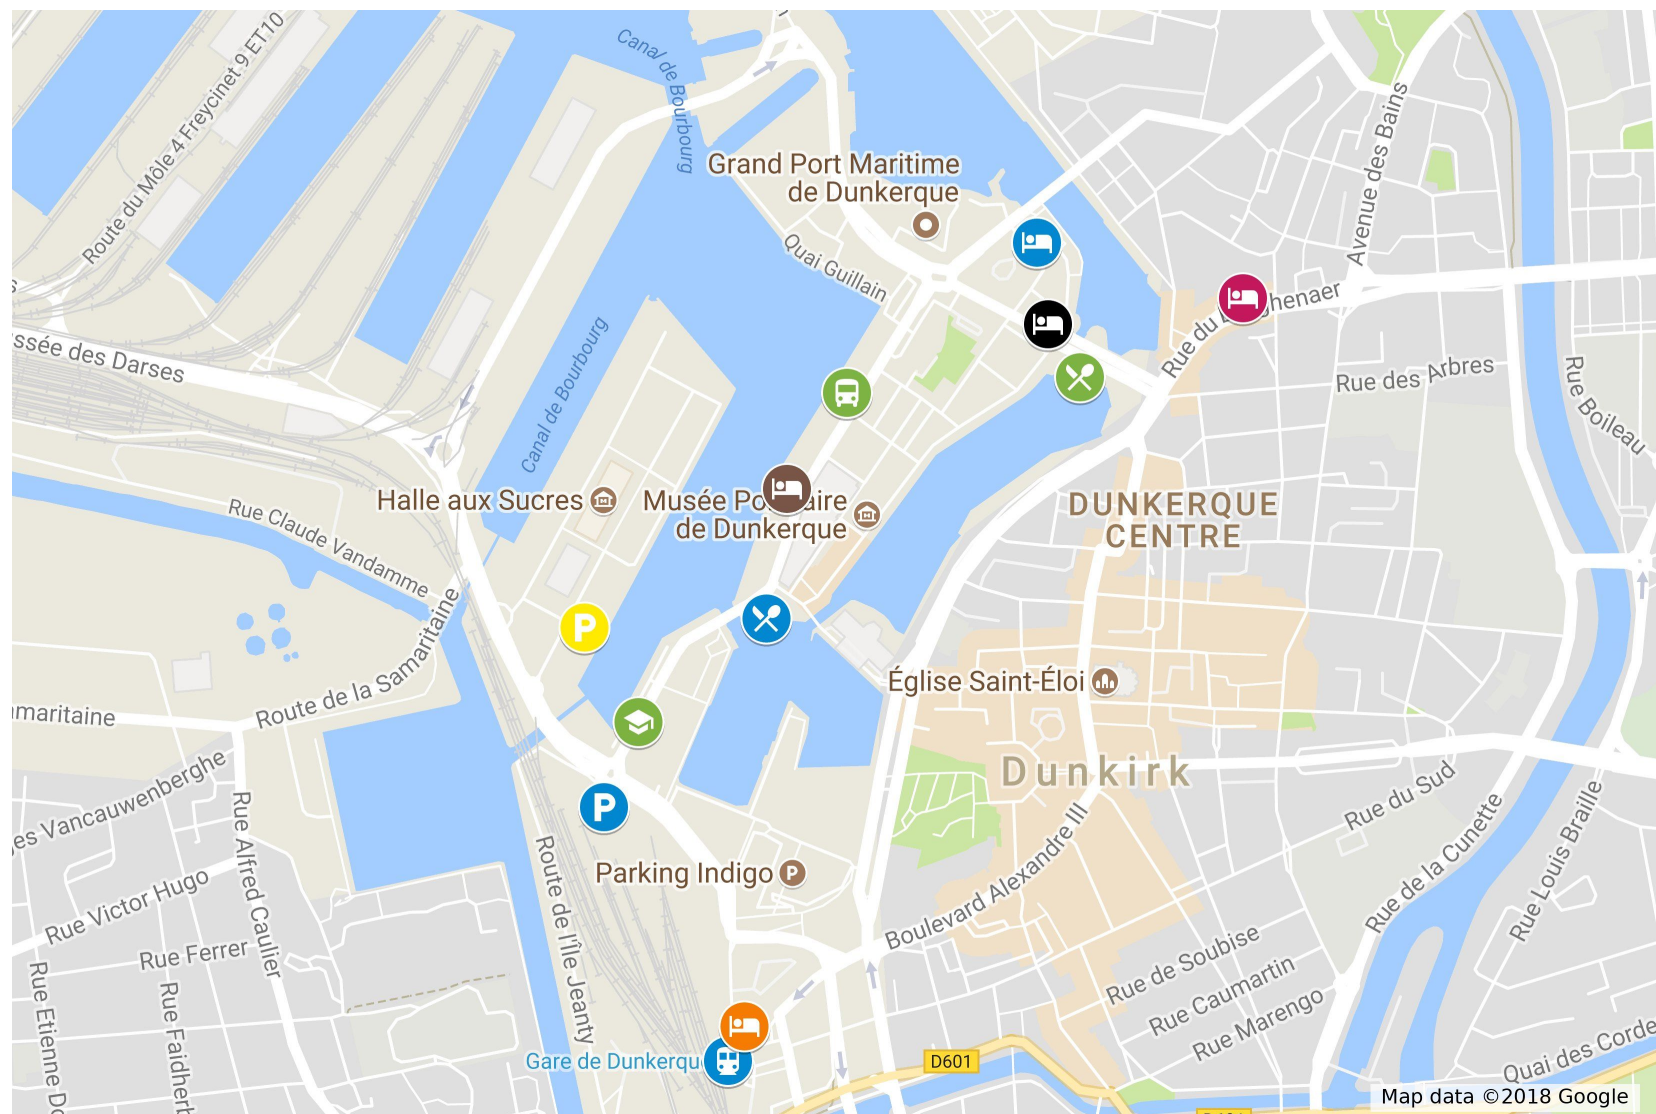 Route du Môle 4 Freycinet 9 ET10
Canal de Bourbourg
Grand Port Maritime
de Dunkerque
Quai Guillain
Avenue des Bains
Rue du
ghenaer
Rue des Arbres
Rue Boileau
ssée des Darses
Canal de Bourbourg
Halle aux Sucres
Musée Po
aire
de Dunkerque
DUNKERQUE
CENTRE
Rue Claude Vandamme
Route de la Samaritaine
maritaine
Église Saint-Éloi
Dunkirk
P
es Vancauwenberghe
Rue Alfred Caulier
P
Rue du Sud
Rue de la Cunette
Rue Louis Braille
Parking Indigo
P
Boulevard Alexandre III
Route de l'Île Jeanty
Rue Victor Hugo
Rue Ferrer
Rue Etienne Do
Rue Faidherb
Rue de Soubise
Rue Caumartin
Rue Marengo
Gare de Dunkerqu
D601
Quai des Corde
Map data ©2018 Google